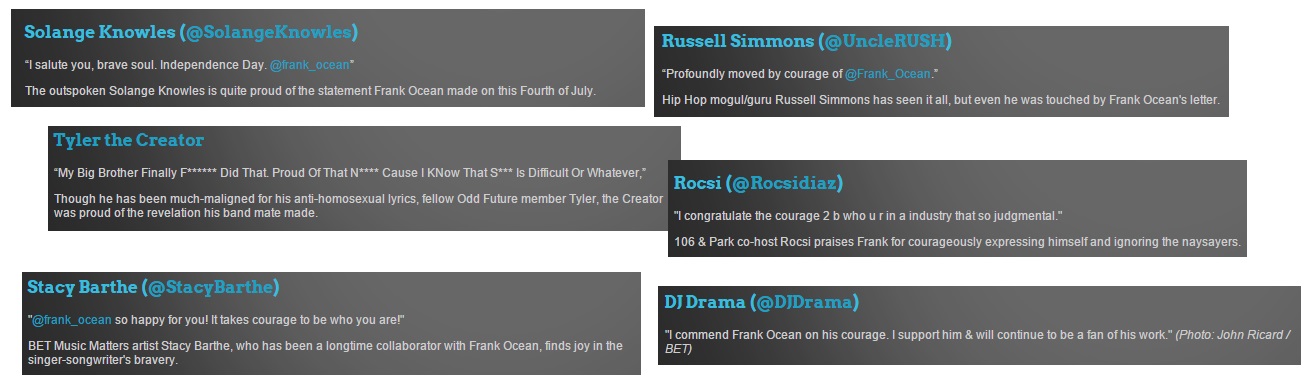 Solange Knowles (@SolangeKnowles)
“I salute you, brave soul. Independence Day. @frank_ocean”
The outspoken Solange Knowles is quite proud of the statement Frank Ocean made on this Fourth of July.
Russell Simmons (@UncleRUSH)
“Profoundly moved by courage of @Frank_Ocean.”
Hip Hop mogul/guru Russell Simmons has seen it all, but even he was touched by Frank Ocean's letter.
Tyler the Creator
“My Big Brother Finally F****** Did That. Proud Of That N**** Cause I KNow That S*** Is Difficult Or Whatever,”
Though he has been much-maligned for his anti-homosexual lyrics, fellow Odd Future member Tyler, the Creator
was proud of the revelation his band mate made.
Rocsi (@Rocsidiaz)
"I congratulate the courage 2 b who u r in a industry that so judgmental."
106 & Park co-host Rocsi praises Frank for courageously expressing himself and ignoring the naysayers.
Stacy Barthe (@StacyBarthe)
"@frank_ocean so happy for you! It takes courage to be who you are!"
BET Music Matters artist Stacy Barthe, who has been a longtime collaborator with Frank Ocean, finds joy in the
singer-songwriter's bravery.
DJ Drama (@DJDrama)
"I commend Frank Ocean on his courage. I support him & will continue to be a fan of his work." (Photo: John Ricard /
BET)